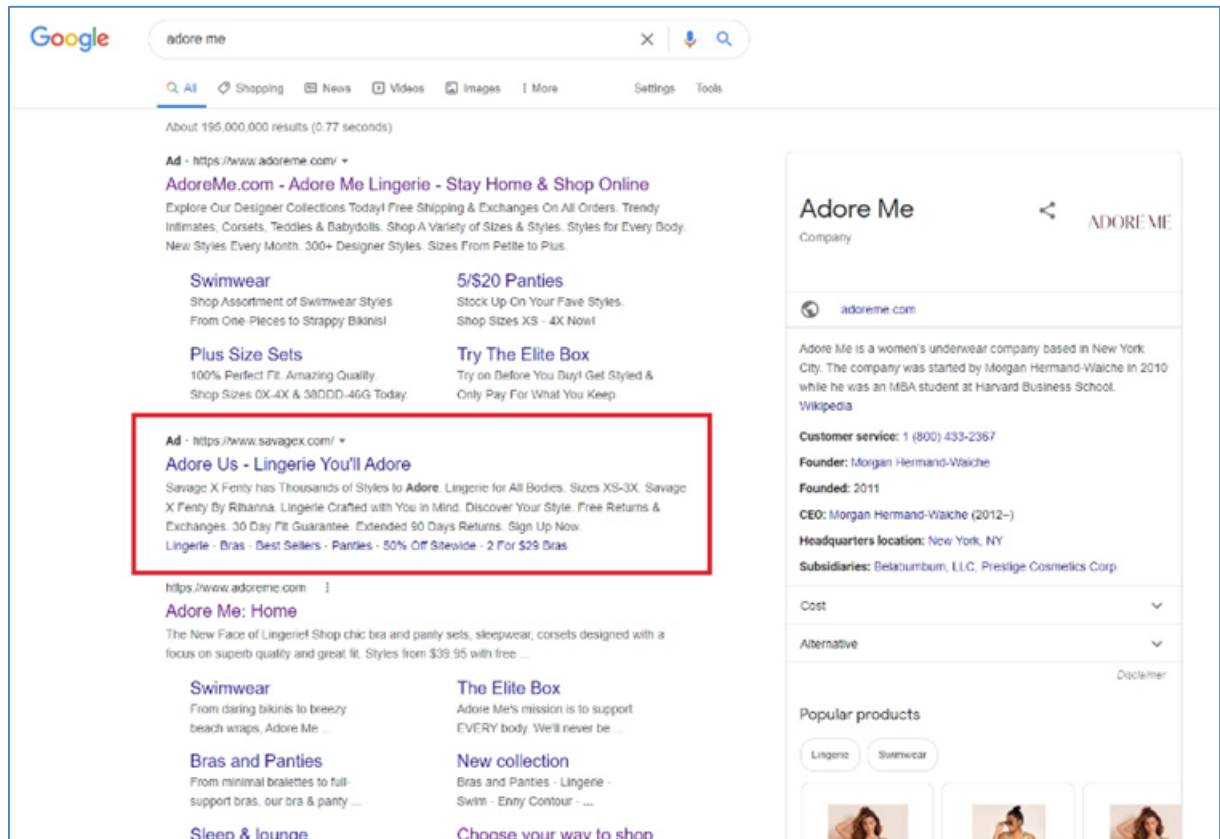 Google
adore me
All Shopping News Videos Images More Settings Tools
About 195,000,000 results (0.77 seconds)
Ad · https://www.adoreme.com/
AdoreMe.com - Adore Me Lingerie - Stay Home & Shop Online
Explore Our Designer Collections Today! Free Shipping & Exchanges On All Orders. Trendy
Intimates, Corsets, Teddies & Babydolls. Shop A Variety of Sizes & Styles. Styles for Every Body.
New Styles Every Month. 300+ Designer Styles. Sizes From Petite to Plus.
Swimwear
Shop Assortment of Swimwear Styles
From One-Pieces to Strappy Bikinis!
5/$20 Panties
Stock Up On Your Fave Styles.
Shop Sizes XS - 4X Now!
Plus Size Sets
100% Perfect Fit. Amazing Quality.
Shop Sizes 0X-4X & 38DDD-46G Today.
Try The Elite Box
Try on Before You Buy! Get Styled &
Only Pay For What You Keep.
Ad · https://www.savagex.com/
Adore Us - Lingerie You'll Adore
Savage X Fenty has Thousands of Styles to Adore. Lingerie for All Bodies. Sizes XS-3X. Savage
X Fenty By Rihanna. Lingerie Crafted with You in Mind. Discover Your Style. Free Returns &
Exchanges. 30 Day Fit Guarantee. Extended 90 Days Returns. Sign Up Now.
Lingerie - Bras - Best Sellers - Panties - 50% Off Sitewide - 2 For $29 Bras
https://www.adoreme.com
Adore Me: Home
The New Face of Lingerie! Shop chic bra and panty sets, sleepwear, corsets designed with a
focus on superb quality and great fit. Styles from $39.95 with free ...
Swimwear
From daring bikinis to breezy
beach wraps, Adore Me ...
The Elite Box
Adore Me's mission is to support
EVERY body. We'll never be ...
Bras and Panties
From minimal bralettes to full-
support bras, our bra & panty ...
New collection
Bras and Panties - Lingerie -
Swim - Enny Contour - ...
Sleep & lounge
Choose your way to shop
Adore Me
Company
ADORE ME
adoreme.com
Adore Me is a women's underwear company based in New York
City. The company was started by Morgan Hermand-Waiche in 2010
while he was an MBA student at Harvard Business School.
Wikipedia
Customer service: 1 (800) 433-2367
Founder: Morgan Hermand-Waiche
Founded: 2011
CEO: Morgan Hermand-Waiche (2012–)
Headquarters location: New York, NY
Subsidiaries: Belabumbum, LLC, Prestige Cosmetics Corp
Cost
Alternative
Disclaimer
Popular products
Lingerie Swimwear